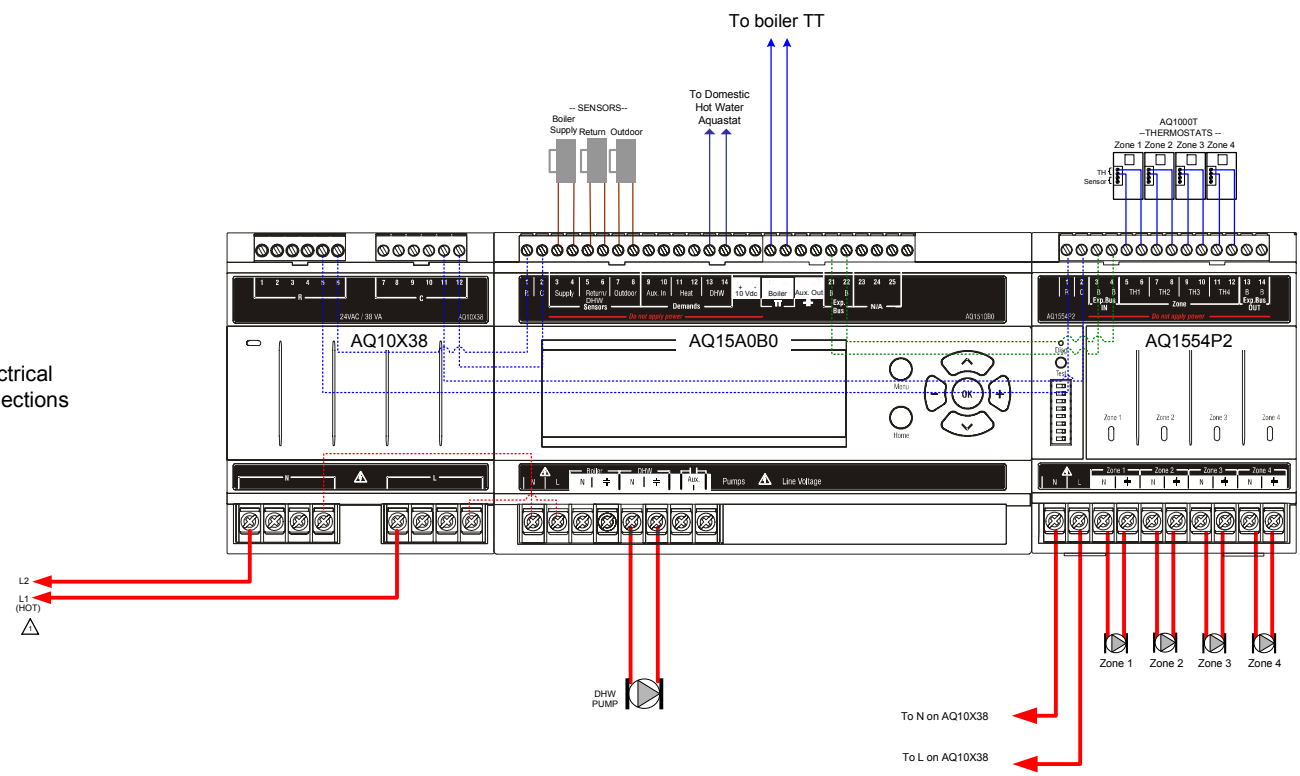 To boiler TT
To Domestic
Hot Water
Aquastat
-- SENSORS--
Boiler
Supply Return Outdoor
AQ1000T
--THERMOSTATS --
Zone 1 Zone 2 Zone 3 Zone 4
TH {
Sensor {
1 2 3 4 5 6
R
7 8 9 10 11 12
C
24VAC / 38 VA
AQ10X38
1 2 3 4 5 6 7 8 9 10 11 12 13 14
R C Supply Return/ Outdoor Aux. In Heat DHW
DHW
Sensors
Demands
+ -
10 Vdc
Boiler
Aux. Out
21 22 23 24 25
B B
Exp.
Bus
N/A
Do not apply power
AQ1510B0
1 2 3 4 5 6 7 8 9 10 11 12 13 14
R C B B TH1 TH2 TH3 TH4 B B
Exp.Bus
IN
Zone
Exp.Bus
OUT
AQ1554P2
Do not apply power
AQ10X38
AQ15A0B0
AQ1554P2
ctrical
ections
Menu
Home
OK
Test
Zone 1 Zone 2 Zone 3 Zone 4
N L
N L
Boiler DHW
N N
Aux.
Pumps
Line Voltage
N L
Zone 1 Zone 2 Zone 3 Zone 4
N N N N
L2
L1
(HOT)
1
DHW
PUMP
Zone 1 Zone 2 Zone 3 Zone 4
To N on AQ10X38
To L on AQ10X38